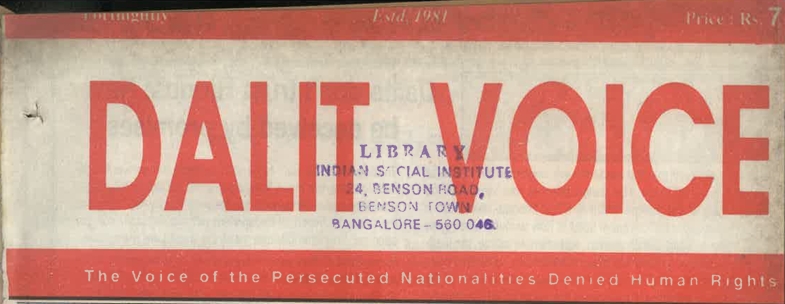 Fortnightly Estd, 1981 Price : Rs. 7
DALIT VOICE
LIBRARY
INDIAN SOCIAL INSTITUTE
24, BENSON ROAD,
BENSON TOWN
BANGALORE - 560 046.
The Voice of the Persecuted Nationalities Denied Human Rights